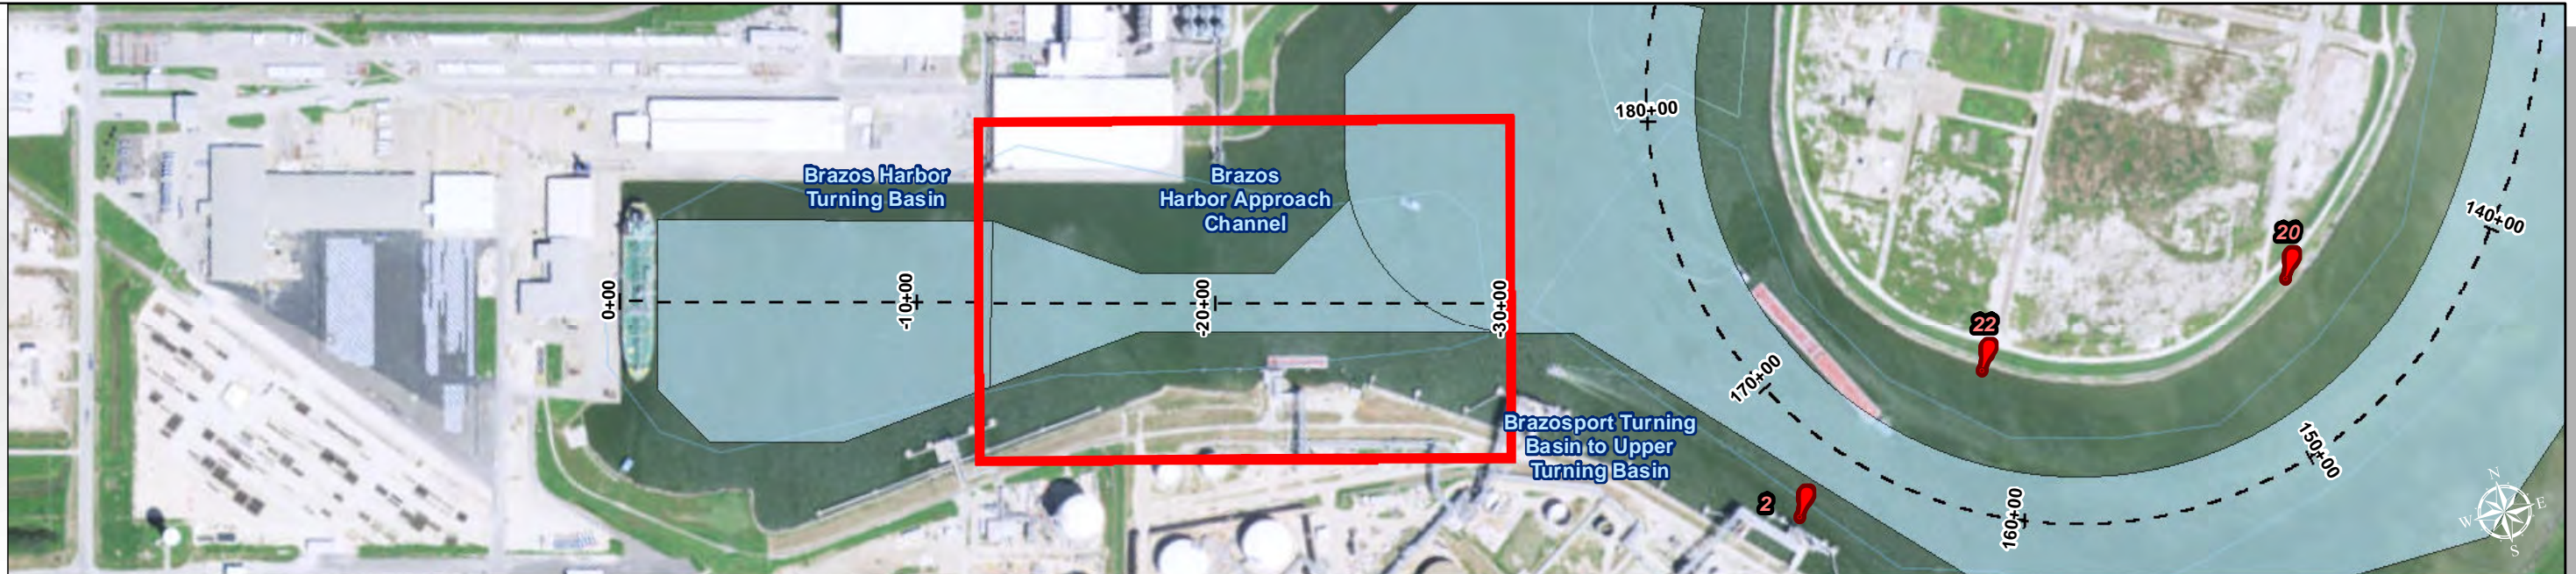 180+00
Brazos Harbor
Turning Basin
Brazos
Harbor Approach
Channel
140+00
20
0+00
-10+00
-20+00
-30+00
22
170+00
Brazosport Turning
Basin to Upper
Turning Basin
150+00
2
160+00
N
W
E
S